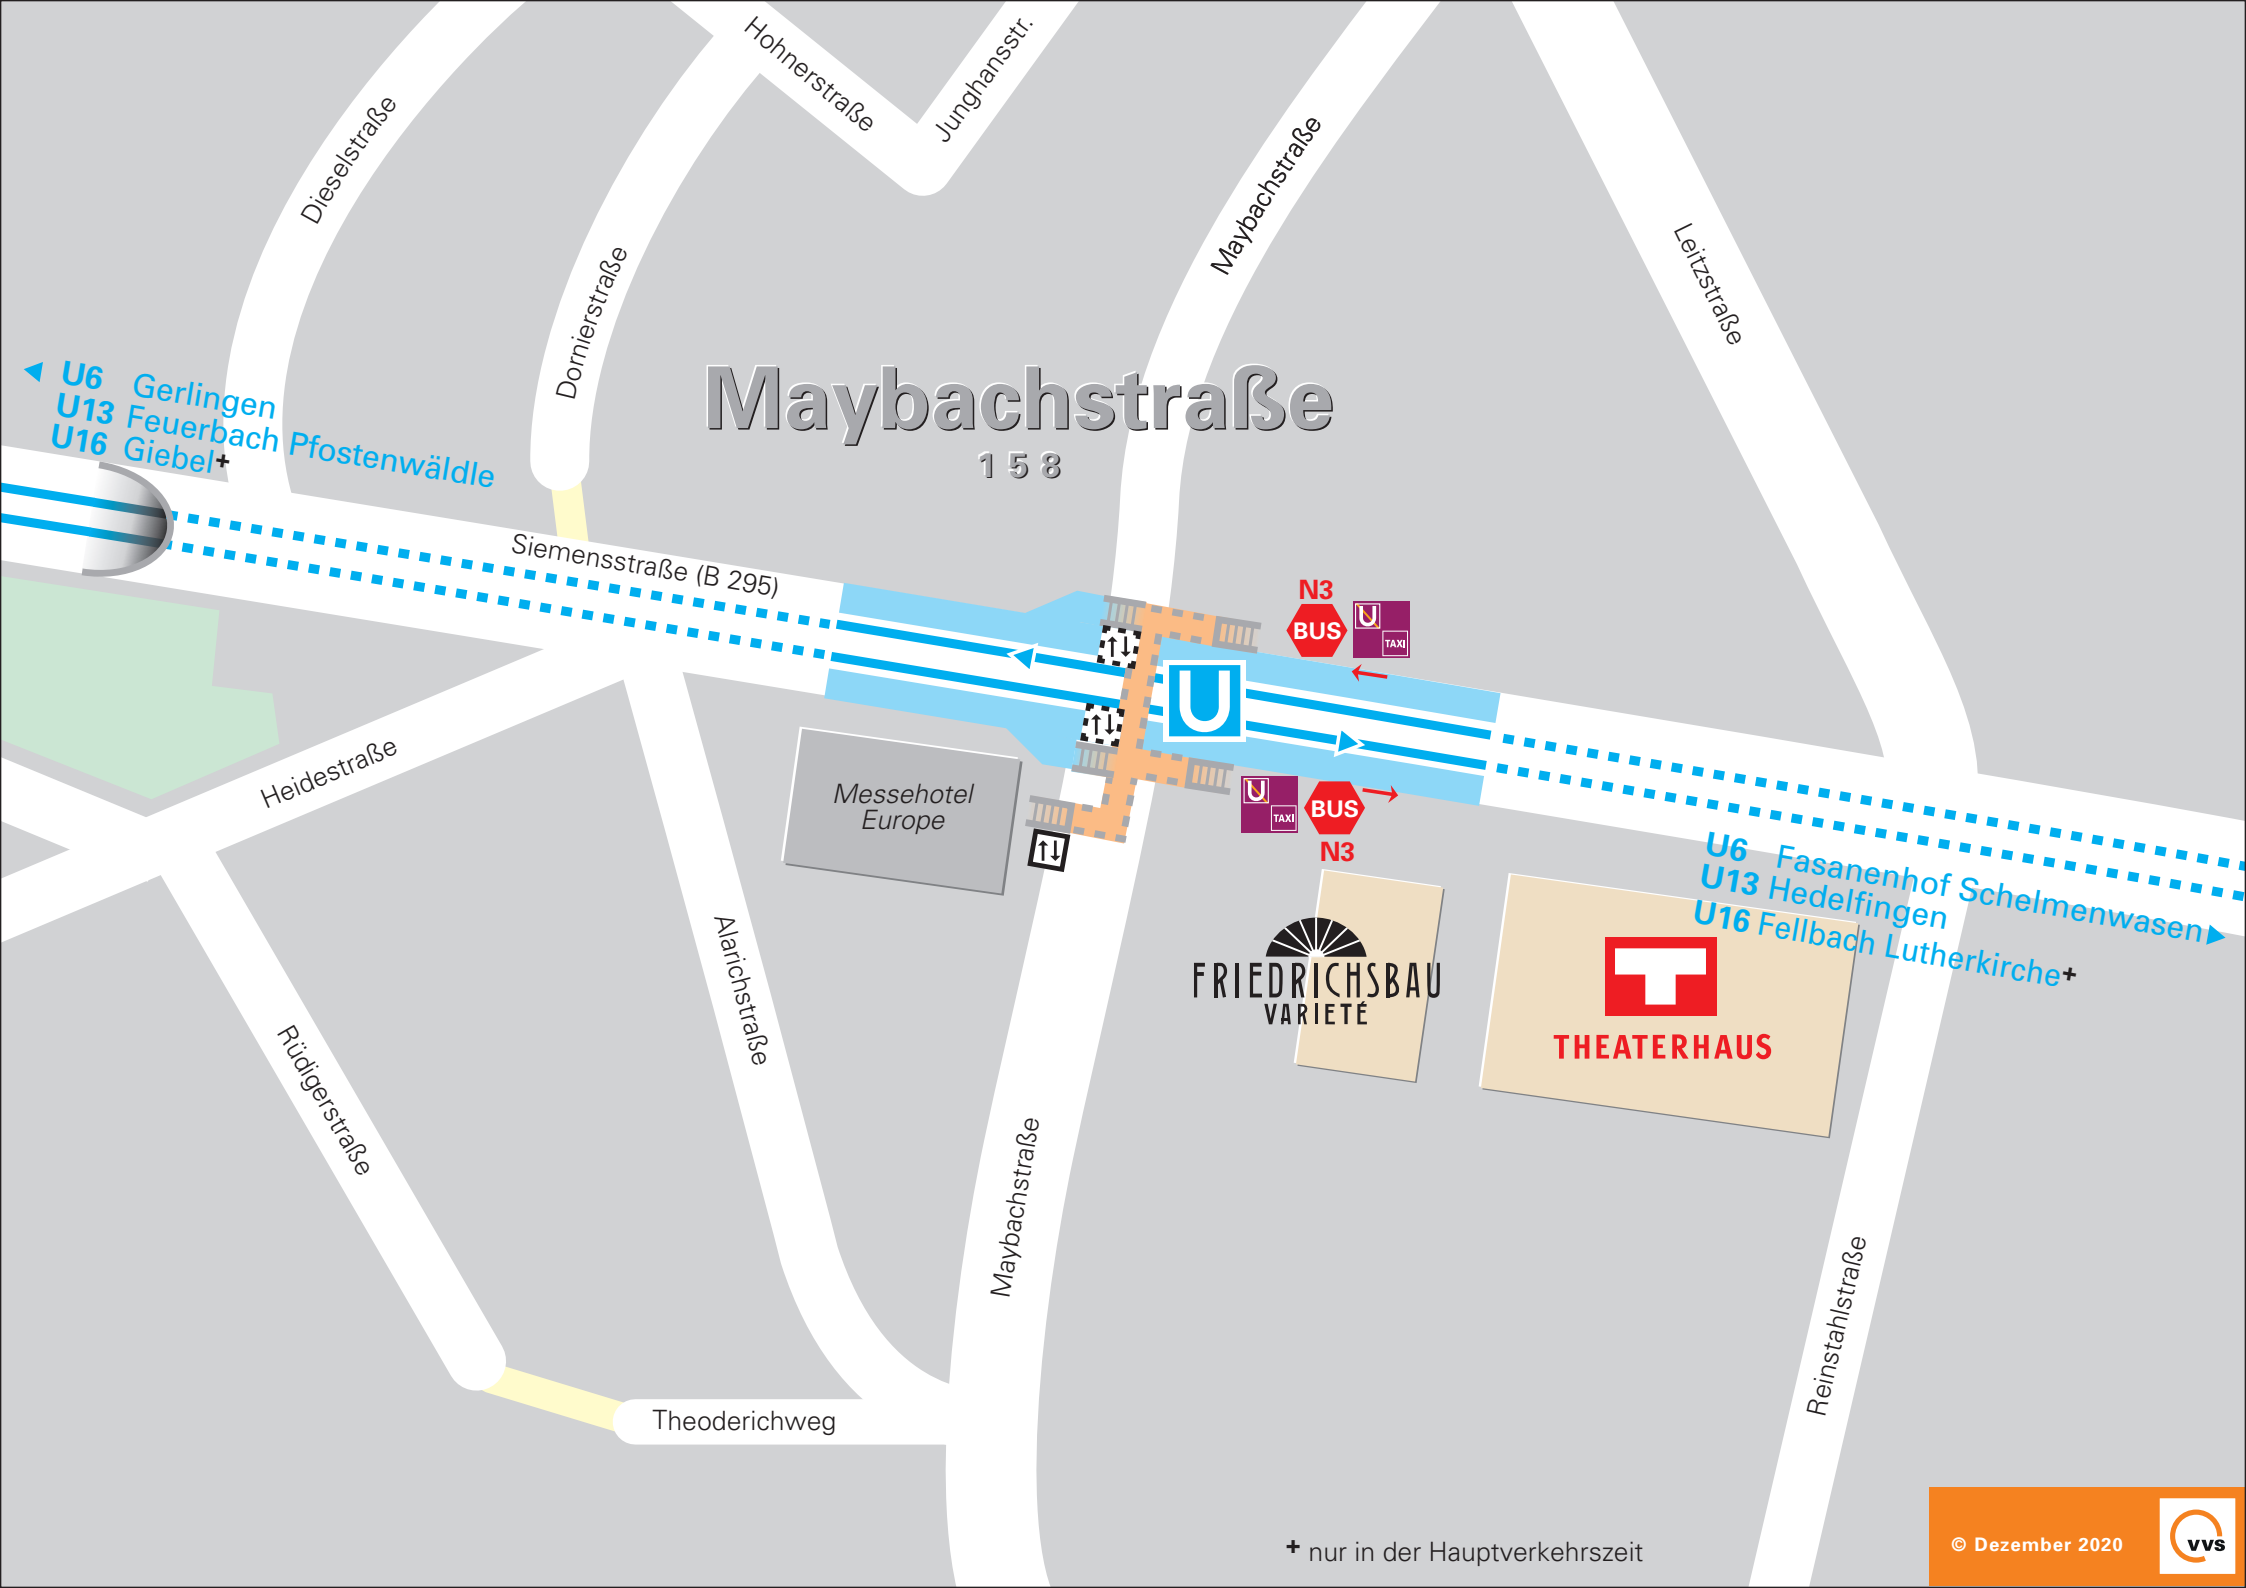 Hohnerstraße
Junghansstr.
Dieselstraße
Maybachstraße
Leitzstraße
Dornierstraße
U6 Gerlingen
U13 Feuerbach Pfostenwäldle
U16 Giebel+
Maybachstraße
158
Siemensstraße (B 295)
N3
BUS
U
TAXI
U
Heidestraße
Messehotel
Europe
U
TAXI
BUS
N3
U6 Fasanenhof Schelmenwasen
U13 Hedelfingen
U16 Fellbach Lutherkirche+
FRIEDRICHSBAU
VARIETÉ
T
THEATERHAUS
Alarichstraße
Rüdigerstraße
Maybachstraße
Reinstahlstraße
Theoderichweg
+ nur in der Hauptverkehrszeit
© Dezember 2020
vvs